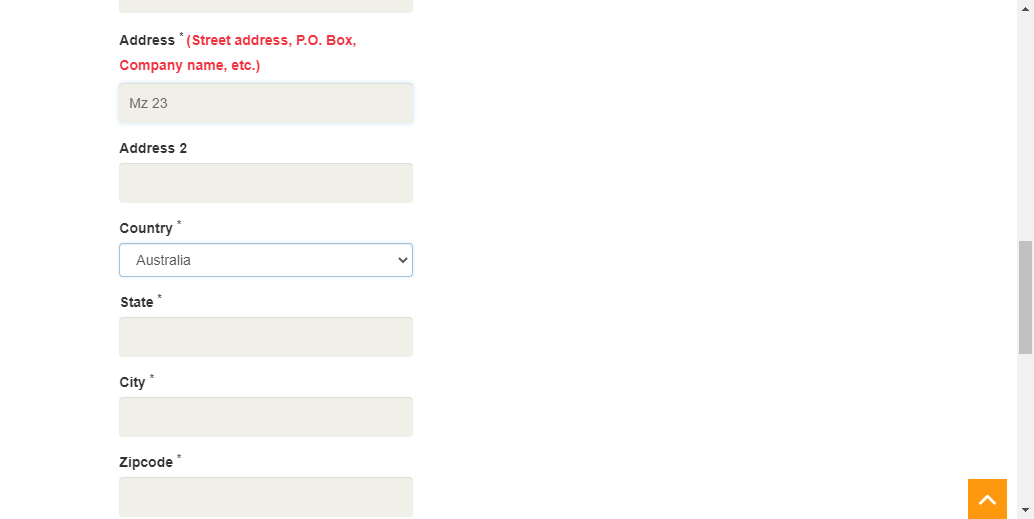 Address * (Street address, P.O. Box,
Company name, etc.)
Mz 23
Address 2
Country *
Australia
State *
City *
Zipcode *